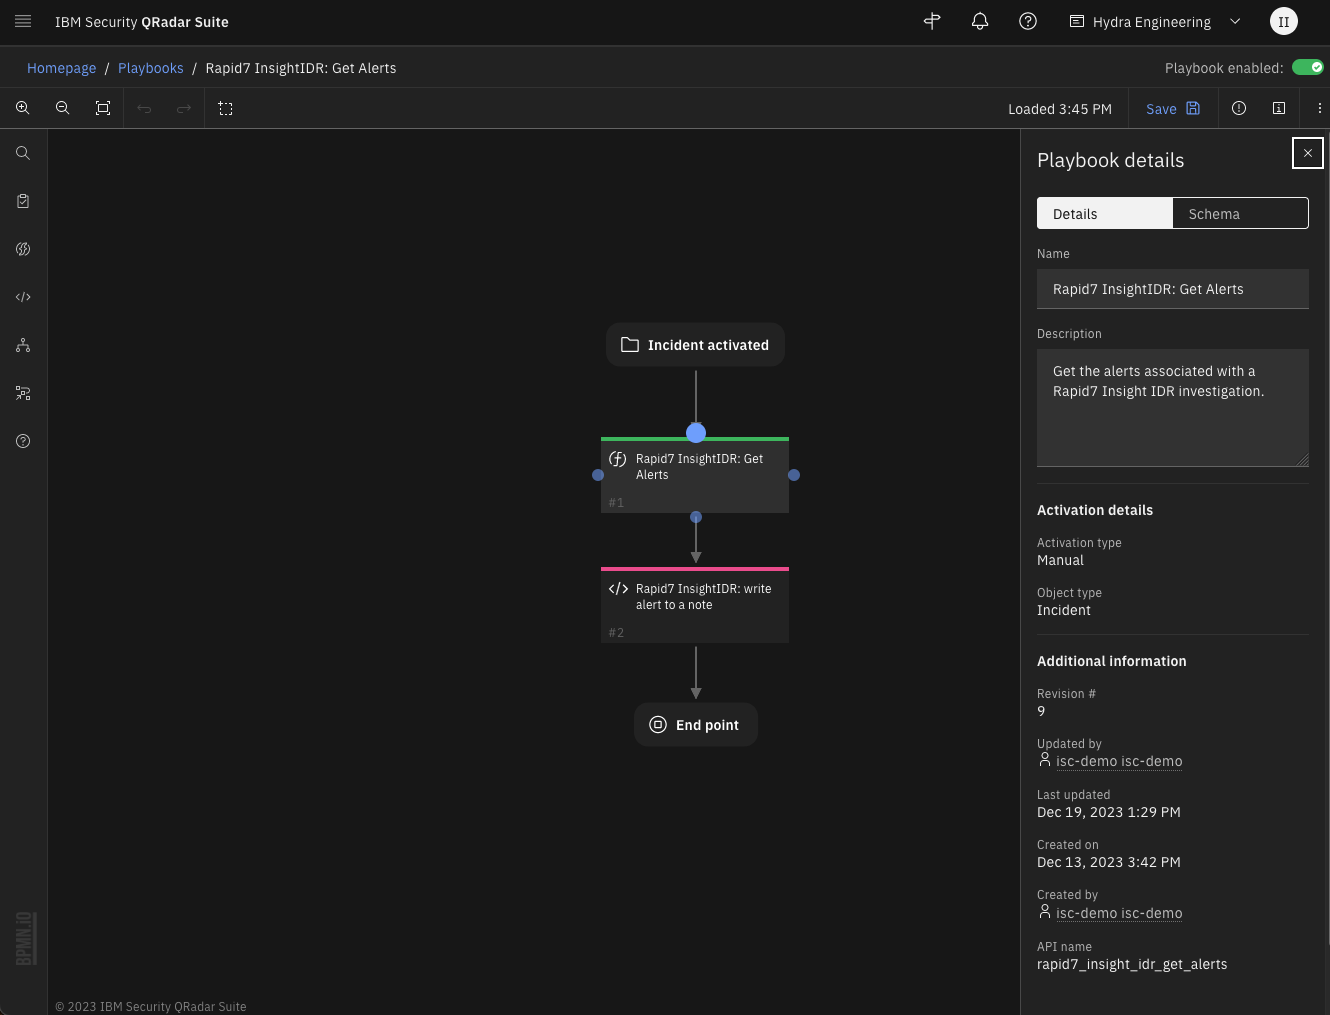 IBM Security QRadar Suite
Hydra Engineering
II
Homepage / Playbooks / Rapid7 InsightIDR: Get Alerts
Playbook enabled:
Loaded 3:45 PM
Save
Incident activated
Rapid7 InsightIDR: Get
Alerts
#1
Rapid7 InsightIDR: write
alert to a note
#2
End point
Playbook details
Details
Schema
Name
Rapid7 InsightIDR: Get Alerts
Description
Get the alerts associated with a
Rapid7 Insight IDR investigation.
Activation details
Activation type
Manual
Object type
Incident
Additional information
Revision #
9
Updated by
isc-demo isc-demo
Last updated
Dec 19, 2023 1:29 PM
Created on
Dec 13, 2023 3:42 PM
Created by
isc-demo isc-demo
API name
rapid7_insight_idr_get_alerts
BPMN.iO
© 2023 IBM Security QRadar Suite